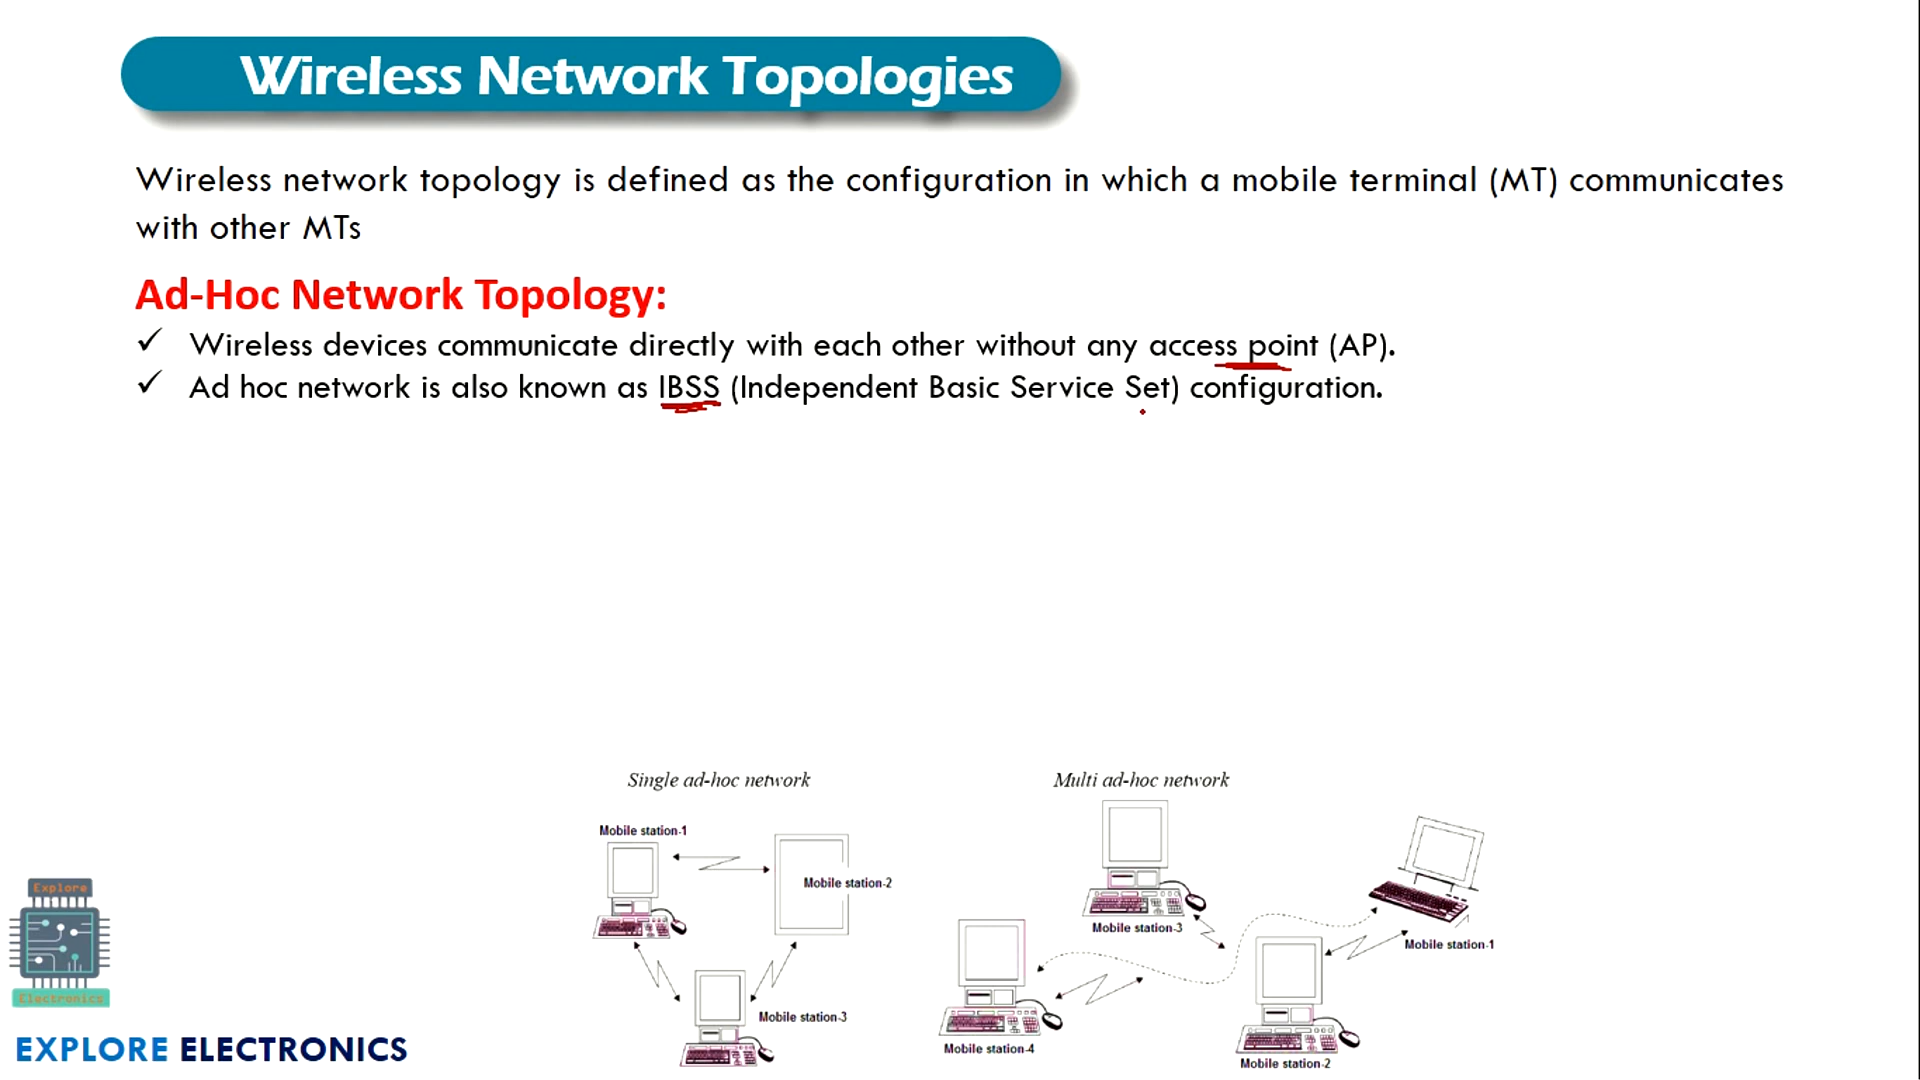 Wireless Network Topologies
Wireless network topology is defined as the configuration in which a mobile terminal (MT) communicates
with other MTs
Ad-Hoc Network Topology:
✓ Wireless devices communicate directly with each other without any access point (AP).
✓ Ad hoc network is also known as IBSS (Independent Basic Service Set) configuration.
Single ad-hoc network
Multi ad-hoc network
Mobile station-1
Mobile station-2
Mobile station-3
Mobile station-3
Mobile station-1
Mobile station-4
Mobile station-2
Explore
Electronics
EXPLORE ELECTRONICS